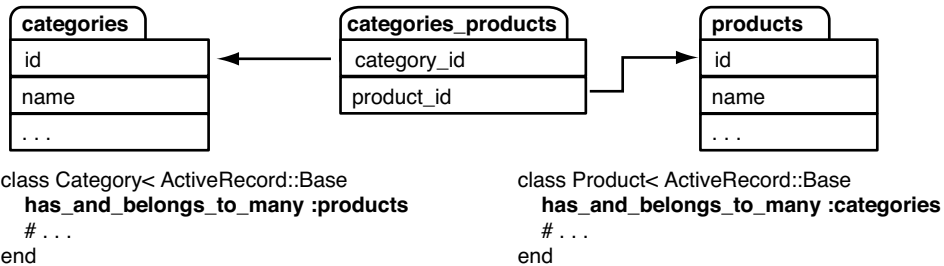 categories
id
name
. . .
categories_products
category_id
product_id
products
id
name
. . .
class Category< ActiveRecord::Base
has_and_belongs_to_many :products
# . . .
end
class Product< ActiveRecord::Base
has_and_belongs_to_many :categories
# . . .
end